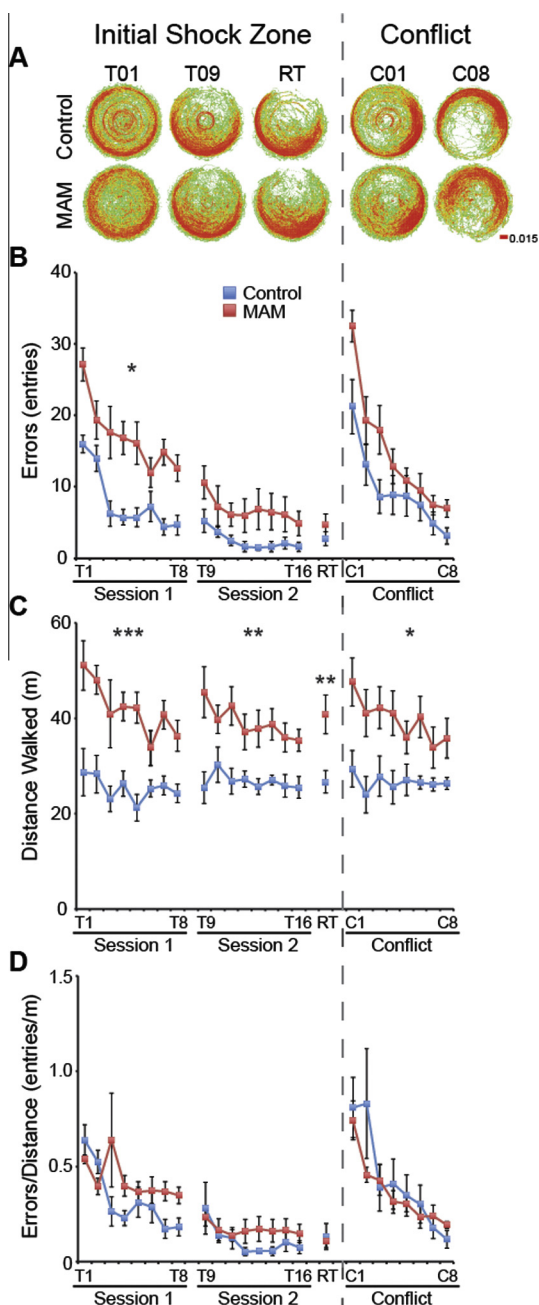 Initial Shock Zone Conflict
A
T01 T09 RT C01 C08
Control
MAM
0.015
B
Errors (entries)
40
30
20
10
0
Control
MAM
*
T1 T8 T9 T16 RT C1 C8
Session 1 Session 2 Conflict
C
Distance Walked (m)
60
40
20
0
*** ** ** *
T1 T8 T9 T16 RT C1 C8
Session 1 Session 2 Conflict
D
Errors/Distance (entries/m)
1.5
1.0
0.5
0
T1 T8 T9 T16 RT C1 C8
Session 1 Session 2 Conflict